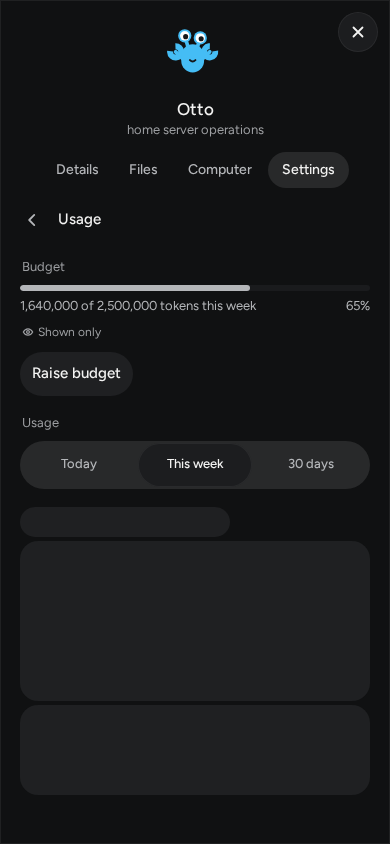 Otto
home server operations
Details Files Computer Settings
Usage
Budget
1,640,000 of 2,500,000 tokens this week 65%
Shown only
Raise budget
Usage
Today This week 30 days